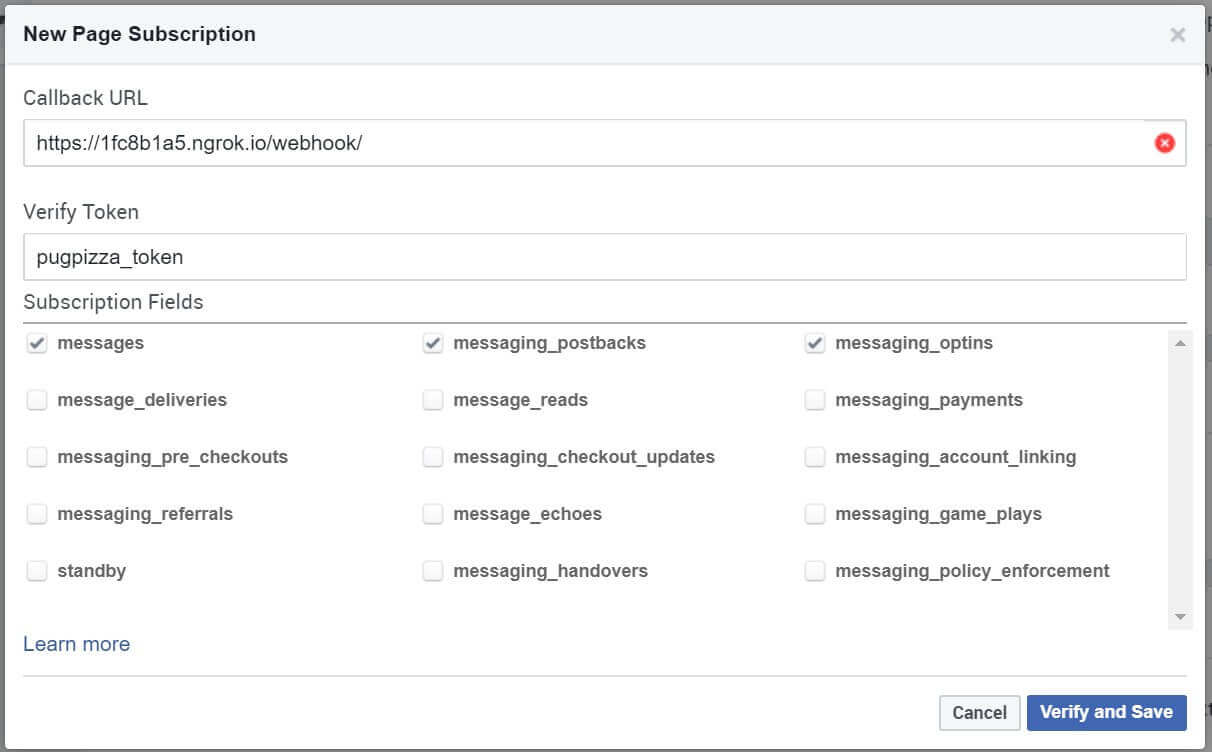 New Page Subscription
Callback URL
https://1fc8b1a5.ngrok.io/webhook/
Verify Token
pugpizza_token
Subscription Fields
messages messaging_postbacks messaging_optins
message_deliveries message_reads messaging_payments
messaging_pre_checkouts messaging_checkout_updates messaging_account_linking
messaging_referrals message_echoes messaging_game_plays
standby messaging_handovers messaging_policy_enforcement
Learn more
Cancel Verify and Save